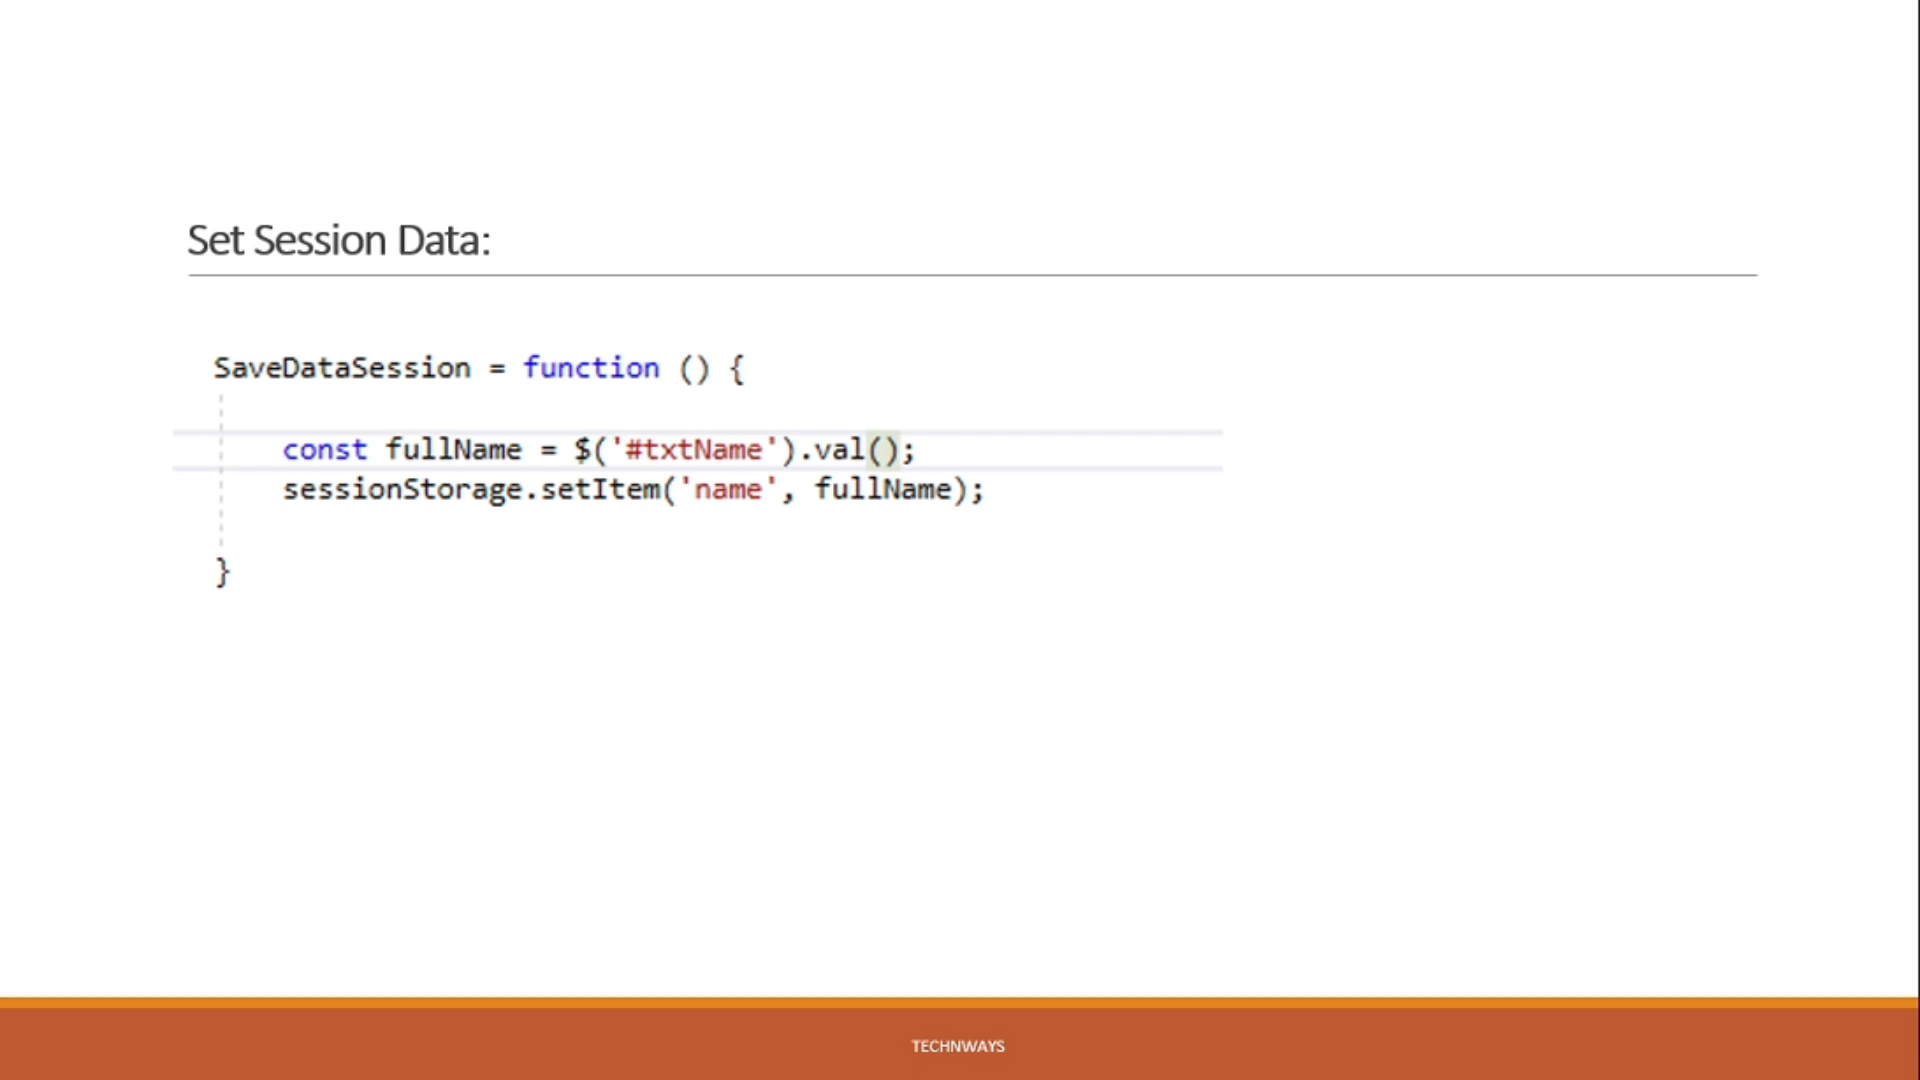 Set Session Data:
SaveDataSession = function () {
const fullName = $('#txtName').val();
sessionStorage.setItem('name', fullName);
}
TECHNWAYS